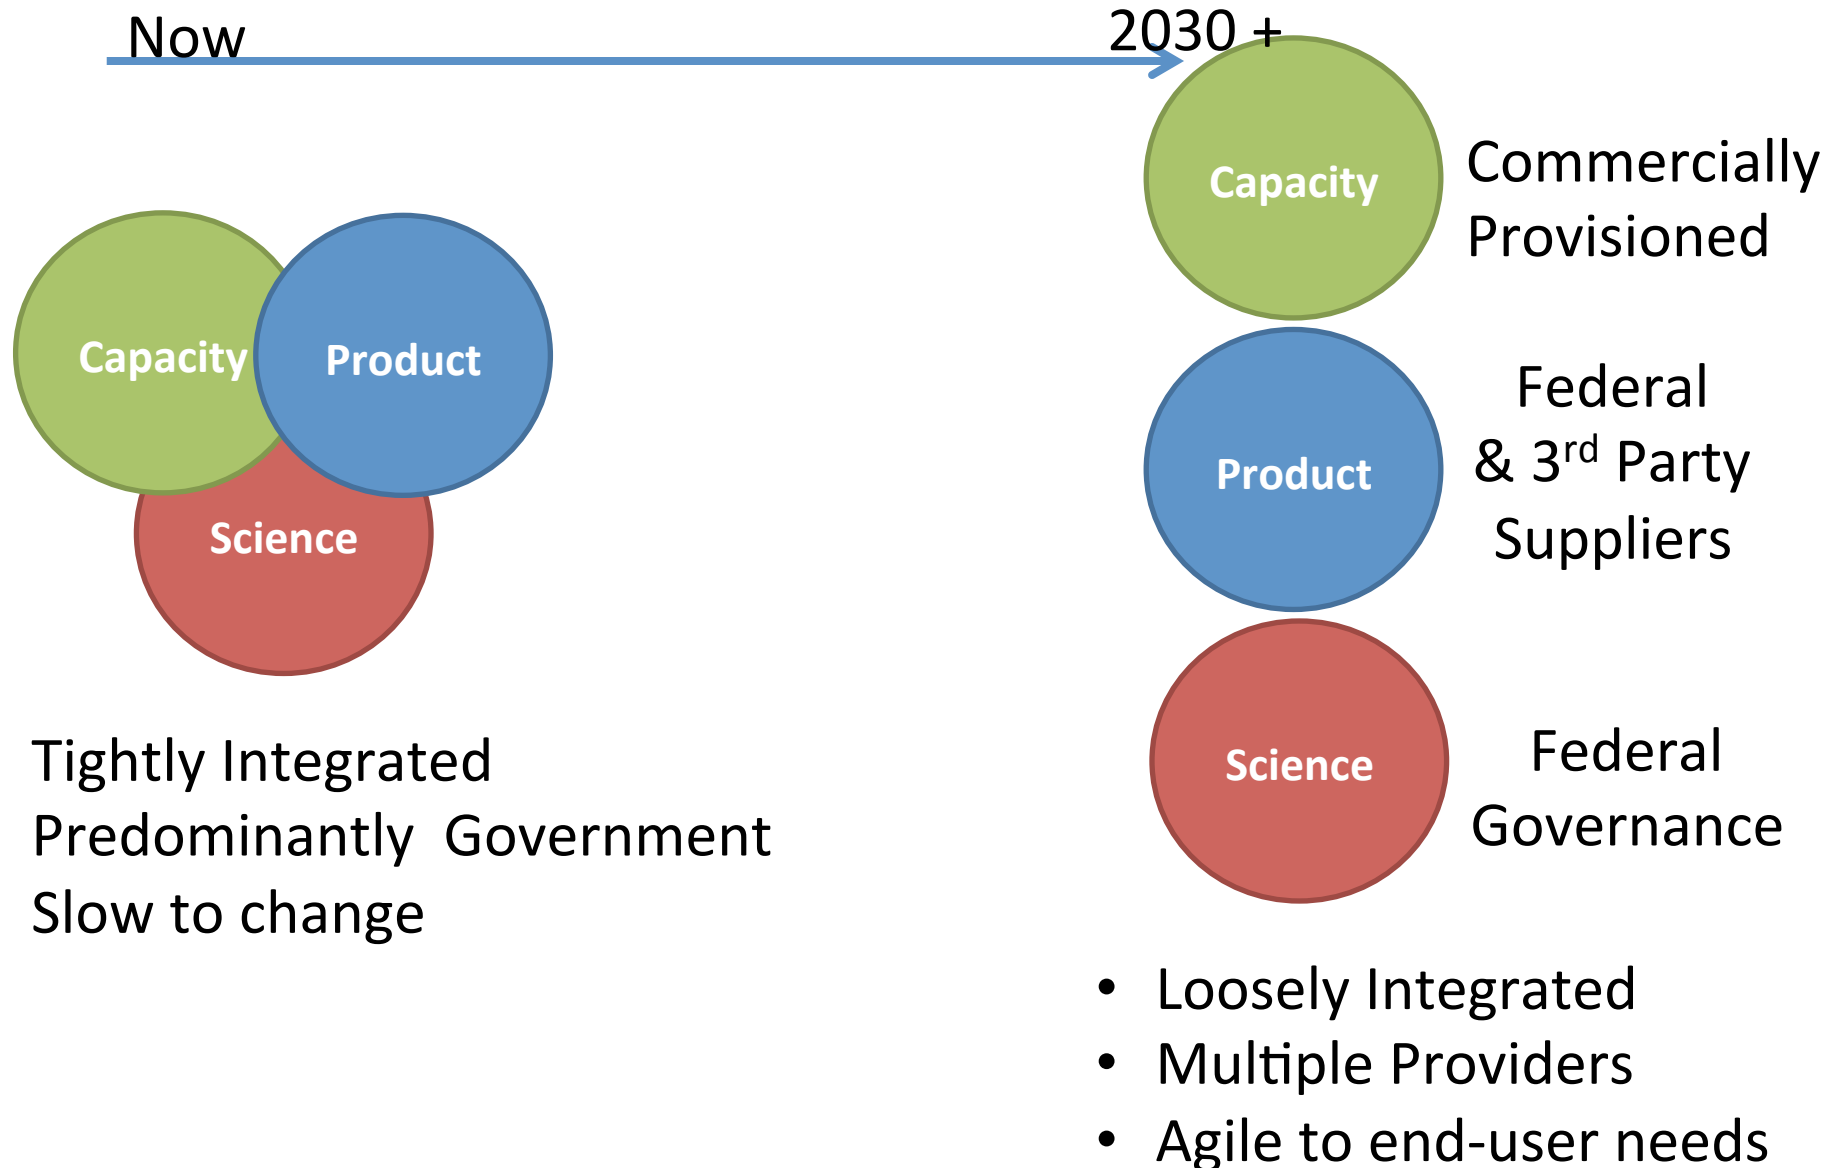 Now
2030 +
Capacity
Product
Science
Tightly Integrated
Predominantly Government
Slow to change
Capacity
Commercially
Provisioned
Product
Federal
& 3rd Party
Suppliers
Science
Federal
Governance
• Loosely Integrated
• Multiple Providers
• Agile to end-user needs